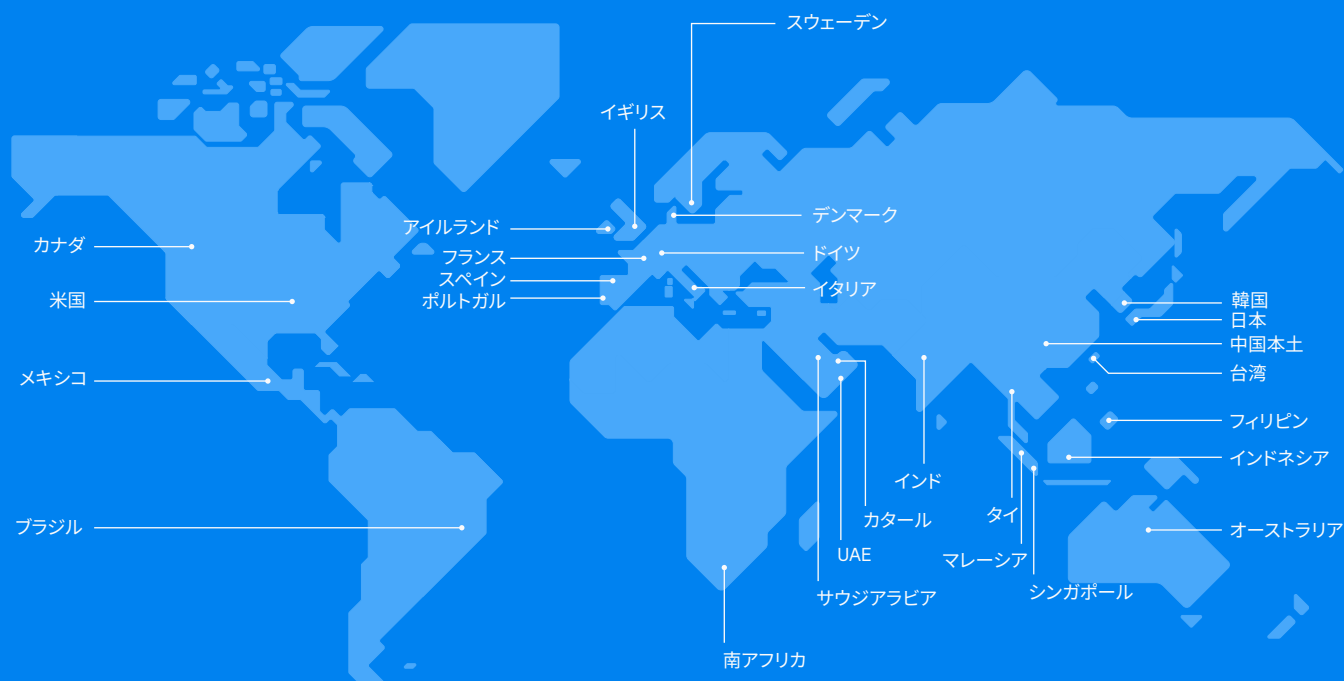 スウェーデン
イギリス
アイルランド
デンマーク
カナダ
フランス
ドイツ
スペイン
イタリア
米国
ポルトガル
韓国
日本
中国本土
メキシコ
台湾
フィリピン
インドネシア
インド
ブラジル
カタール
タイ
オーストラリア
UAE
マレーシア
サウジアラビア
シンガポール
南アフリカ